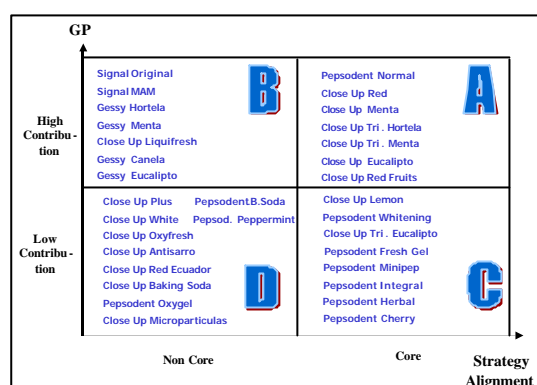 GP
High
Contribu-
tion
Signal Original
Signal MAM
Gessy Hortela
Gessy Menta
Close Up Liquifresh
Gessy Canela
Gessy Eucalipto
B
Pepsodent Normal
Close Up Red
Close Up Menta
Close Up Tri. Hortela
Close Up Tri. Menta
Close Up Eucalipto
Close Up Red Fruits
A
Low
Contribu-
tion
Close Up Plus Pepsodent.B.Soda
Close Up White Pepsod. Peppermint
Close Up Oxyfresh
Close Up Antisarro
Close Up Red Ecuador
Close Up Baking Soda
Pepsodent Oxygel
Close Up Microparticulas
D
Close Up Lemon
Pepsodent Whitening
Close Up Tri. Eucalipto
Pepsodent Fresh Gel
Pepsodent Minipep
Pepsodent Integral
Pepsodent Herbal
Pepsodent Cherry
C
Non Core
Core
Strategy
Alignment